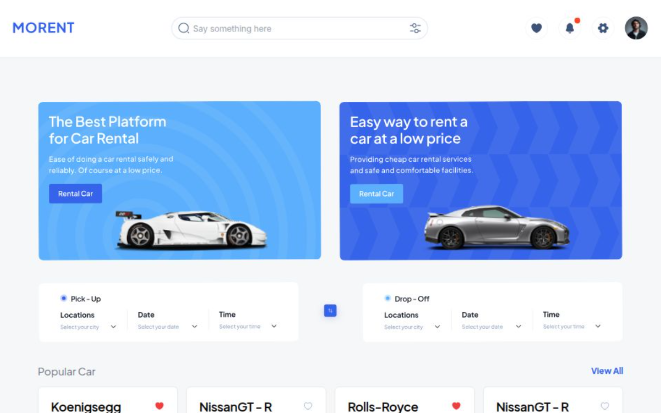 MORENT
Say something here
The Best Platform
for Car Rental
Ease of doing a car rental safely and
reliably. Of course at a low price.
Rental Car
Easy way to rent a
car at a low price
Providing cheap car rental services
and safe and comfortable facilities.
Rental Car
Pick - Up
Locations
Select your city
Date
Select your date
Time
Select your time
Drop - Off
Locations
Select your city
Date
Select your date
Time
Select your time
Popular Car
View All
Koenigsegg
NissanGT - R
Rolls-Royce
NissanGT - R